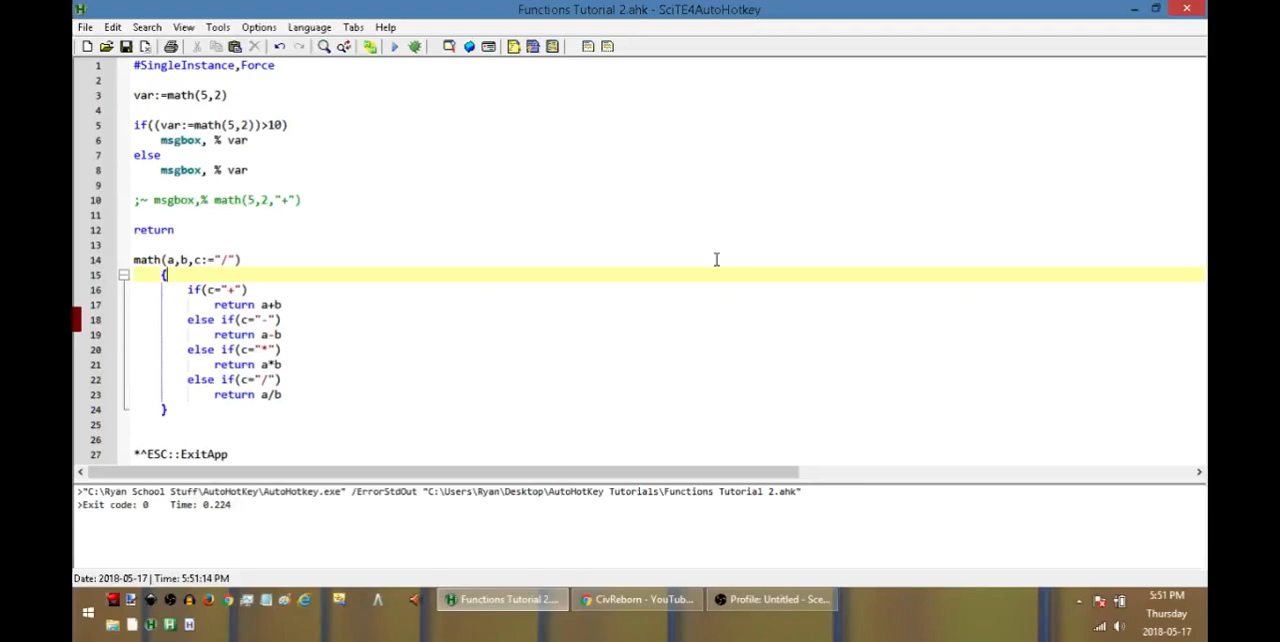 Functions Tutorial 2.ahk - SciTE4AutoHotkey
File Edit Search View Tools Options Language Tabs Help
1 #SingleInstance,Force
2
3 var:=math(5,2)
4
5 if((var:=math(5,2))>10)
6 msgbox, % var
7 else
8 msgbox, % var
9
10 ;~ msgbox,% math(5,2,"+")
11
12 return
13
14 math(a,b,c:="/")
15 {
16 if(c="+")
17 return a+b
18 else if(c="-")
19 return a-b
20 else if(c="*")
21 return a*b
22 else if(c="/")
23 return a/b
24 }
25
26
27 *^ESC::ExitApp
>"C:\Ryan School Stuff\AutoHotKey\AutoHotkey.exe" /ErrorStdOut "C:\Users\Ryan\Desktop\AutoHotKey Tutorials\Functions Tutorial 2.ahk"
>Exit code: 0 Time: 0.224
Date: 2018-05-17 | Time: 5:51:14 PM
Functions Tutorial 2.... CivReborn - YouTub... Profile: Untitled - Sce...
5:51 PM
Thursday
2018-05-17